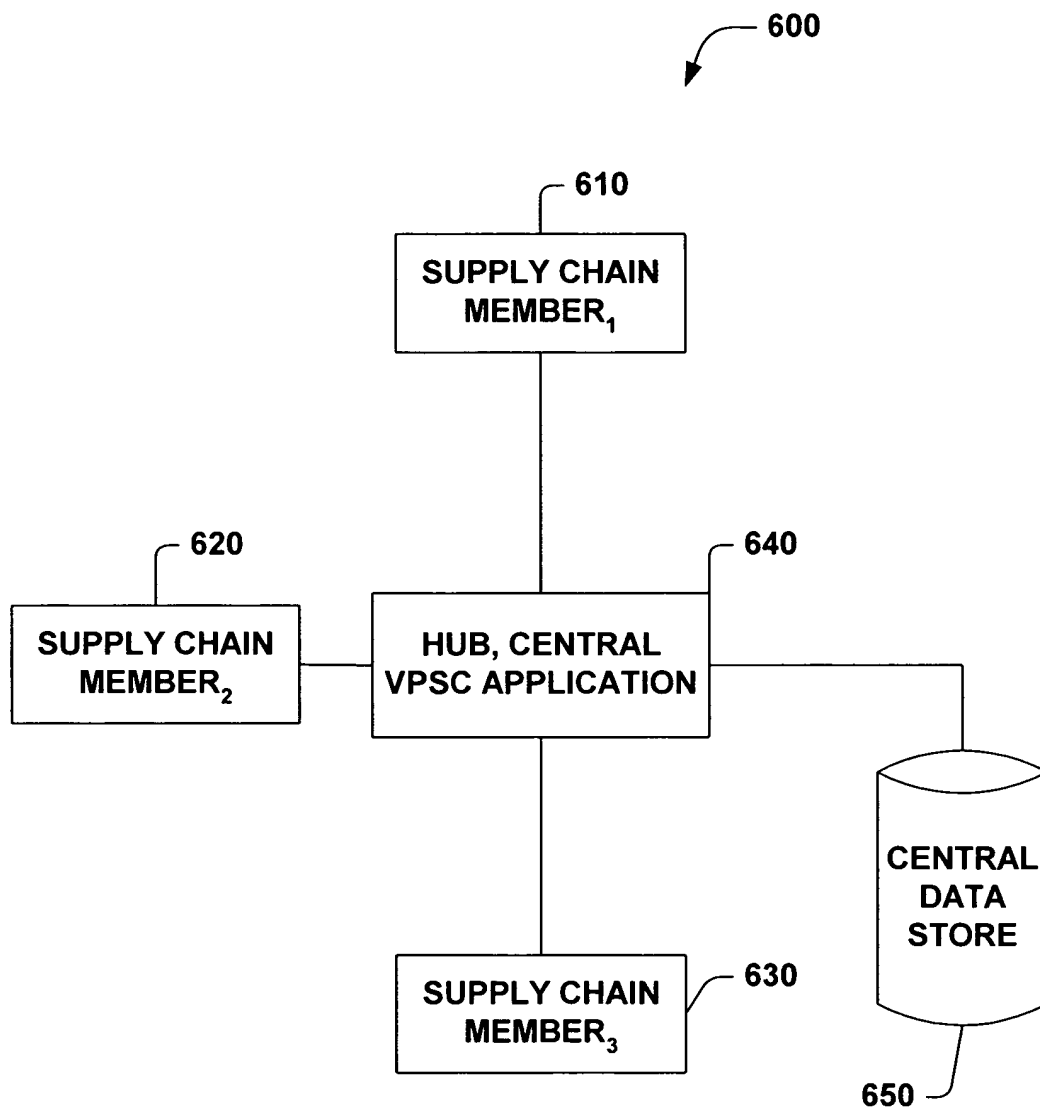 600
610
SUPPLY CHAIN
MEMBER₁
620
640
SUPPLY CHAIN
MEMBER₂
HUB, CENTRAL
VPSC APPLICATION
CENTRAL
DATA
STORE
SUPPLY CHAIN
MEMBER₃
630
650